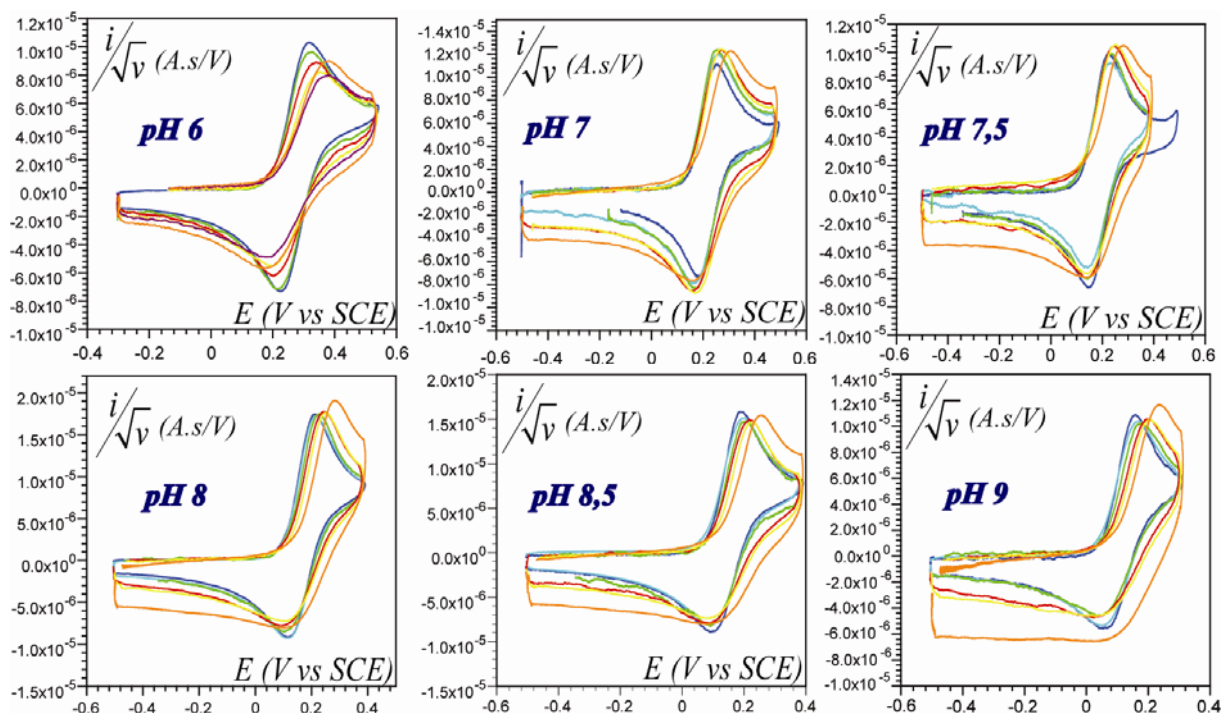 1.2x10⁻⁵
1.0x10⁻⁵
8.0x10⁻⁶
6.0x10⁻⁶
4.0x10⁻⁶
2.0x10⁻⁶
0.0x10⁰
-2.0x10⁻⁶
-4.0x10⁻⁶
-6.0x10⁻⁶
-8.0x10⁻⁶
-1.0x10⁻⁵
i/√v (A.s/V)
pH 6
E (V vs SCE)
-0.6 -0.4 -0.2 0 0.2 0.4 0.6
-1.4x10⁻⁵
1.2x10⁻⁵
1.0x10⁻⁵
8.0x10⁻⁶
6.0x10⁻⁶
4.0x10⁻⁶
2.0x10⁻⁶
0.0x10⁰
-2.0x10⁻⁶
-4.0x10⁻⁶
-6.0x10⁻⁶
-8.0x10⁻⁶
-1.0x10⁻⁵
-1.2x10⁻⁵
i/√v (A.s/V)
pH 7
E (V vs SCE)
-0.6 -0.4 -0.2 0 0.2 0.4 0.6
1.2x10⁻⁵
1.0x10⁻⁵
8.0x10⁻⁶
6.0x10⁻⁶
4.0x10⁻⁶
2.0x10⁻⁶
0.0x10⁰
-2.0x10⁻⁶
-4.0x10⁻⁶
-6.0x10⁻⁶
-8.0x10⁻⁶
-1.0x10⁻⁵
i/√v (A.s/V)
pH 7,5
E (V vs SCE)
-0.6 -0.4 -0.2 0 0.2 0.4 0.6
2.0x10⁻⁵
1.5x10⁻⁵
1.0x10⁻⁵
5.0x10⁻⁶
0.0x10⁰
-5.0x10⁻⁶
-1.0x10⁻⁵
-1.5x10⁻⁵
i/√v (A.s/V)
pH 8
E (V vs SCE)
-0.6 -0.4 -0.2 0 0.2 0.4
2.0x10⁻⁵
1.5x10⁻⁵
1.0x10⁻⁵
5.0x10⁻⁶
0.0x10⁰
-5.0x10⁻⁶
-1.0x10⁻⁵
-1.5x10⁻⁵
i/√v (A.s/V)
pH 8,5
E (V vs SCE)
-0.6 -0.4 -0.2 0 0.2 0.4
1.4x10⁻⁵
1.2x10⁻⁵
1.0x10⁻⁵
8.0x10⁻⁶
6.0x10⁻⁶
4.0x10⁻⁶
2.0x10⁻⁶
0.0x10⁰
-2.0x10⁻⁶
-4.0x10⁻⁶
-6.0x10⁻⁶
-8.0x10⁻⁶
-1.0x10⁻⁵
i/√v (A.s/V)
pH 9
E (V vs SCE)
-0.6 -0.4 -0.2 0 0.2 0.4